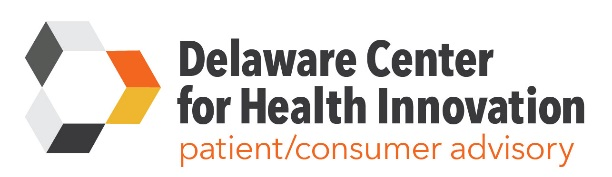 Delaware Center
for Health Innovation
patient/consumer advisory